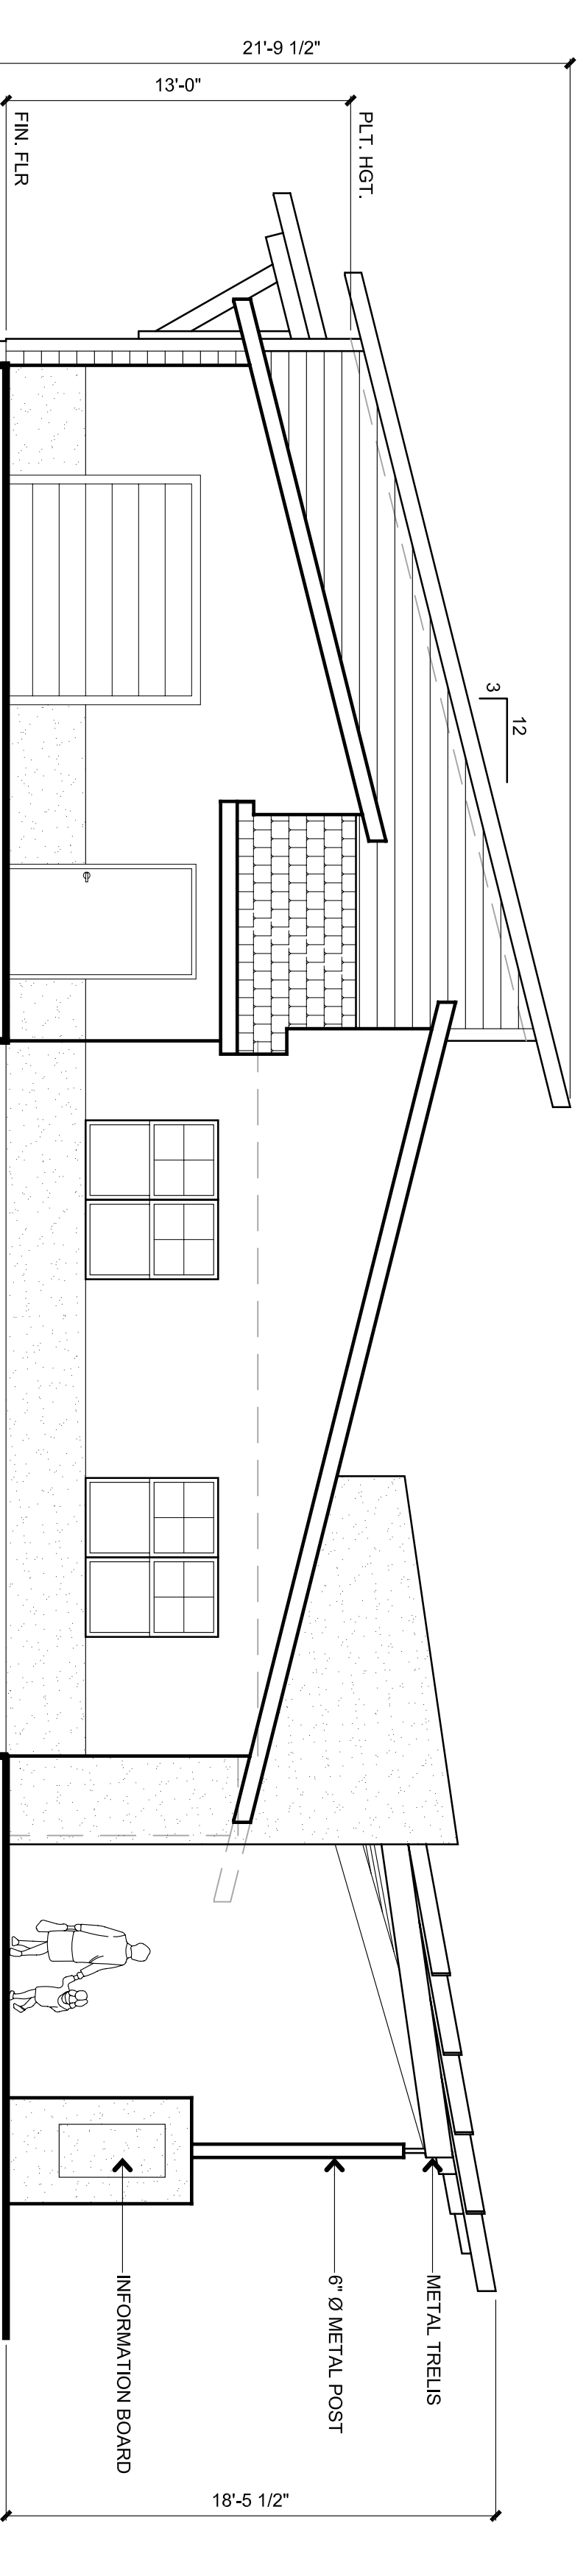 21'-9 1/2"
13'-0"
FIN. FLR
PLT. HGT.
3
12
METAL TRELIS
6" Ø METAL POST
INFORMATION BOARD
18'-5 1/2"